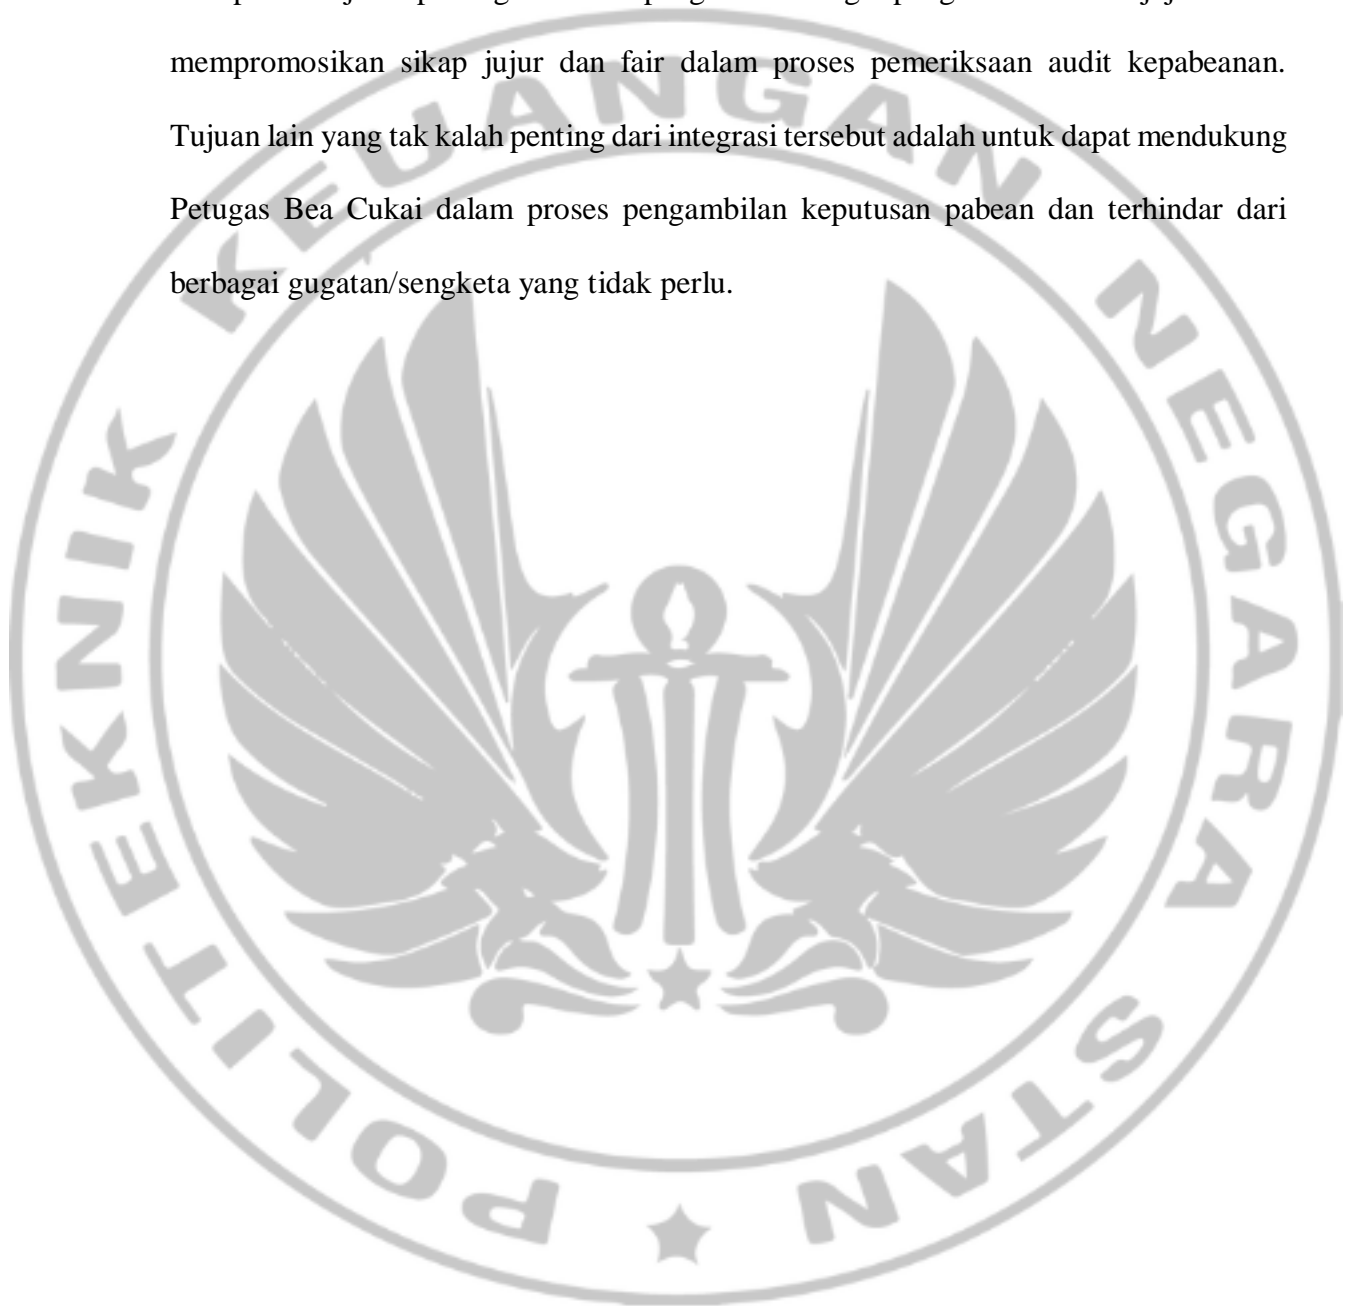 mempromosikan sikap jujur dan fair dalam proses pemeriksaan audit kepabeanan.
Tujuan lain yang tak kalah penting dari integrasi tersebut adalah untuk dapat mendukung
Petugas Bea Cukai dalam proses pengambilan keputusan pabean dan terhindar dari
berbagai gugatan/sengketa yang tidak perlu.
POLITEKNIK KEUANGAN NEGARA STAN